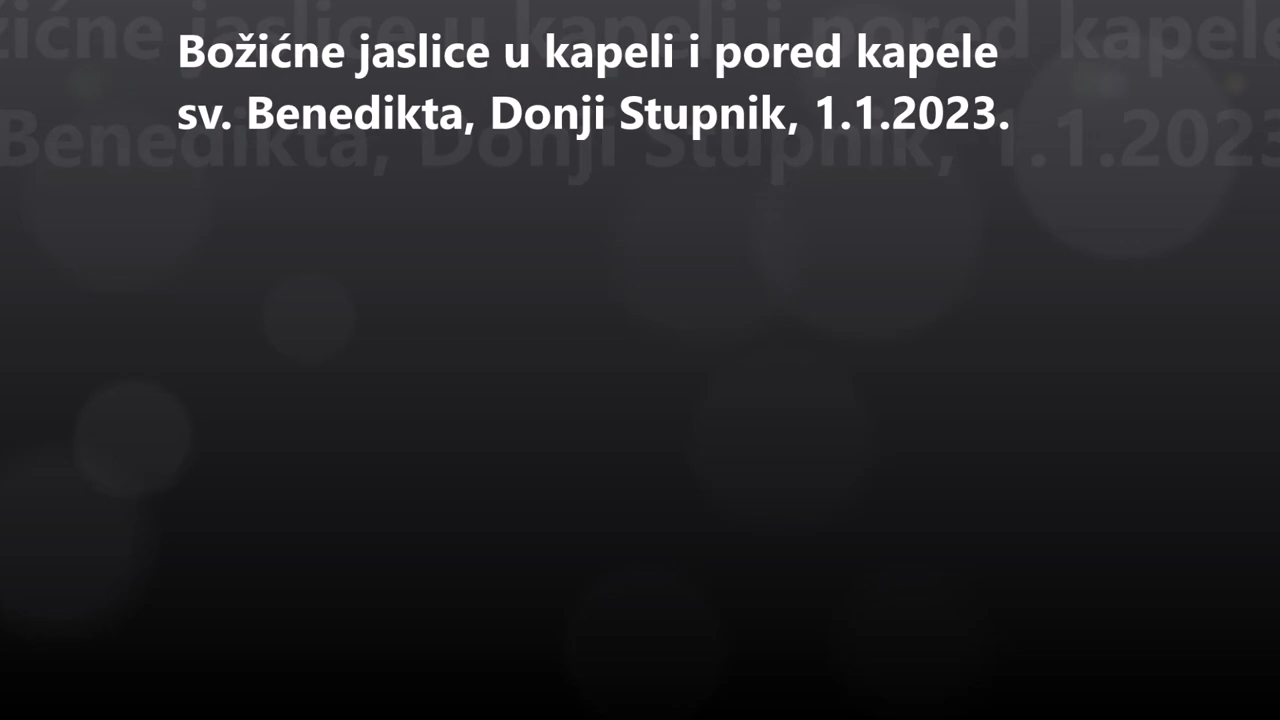 Božićne jaslice u kapeli i pored kapele
sv. Benedikta, Donji Stupnik, 1.1.2023.